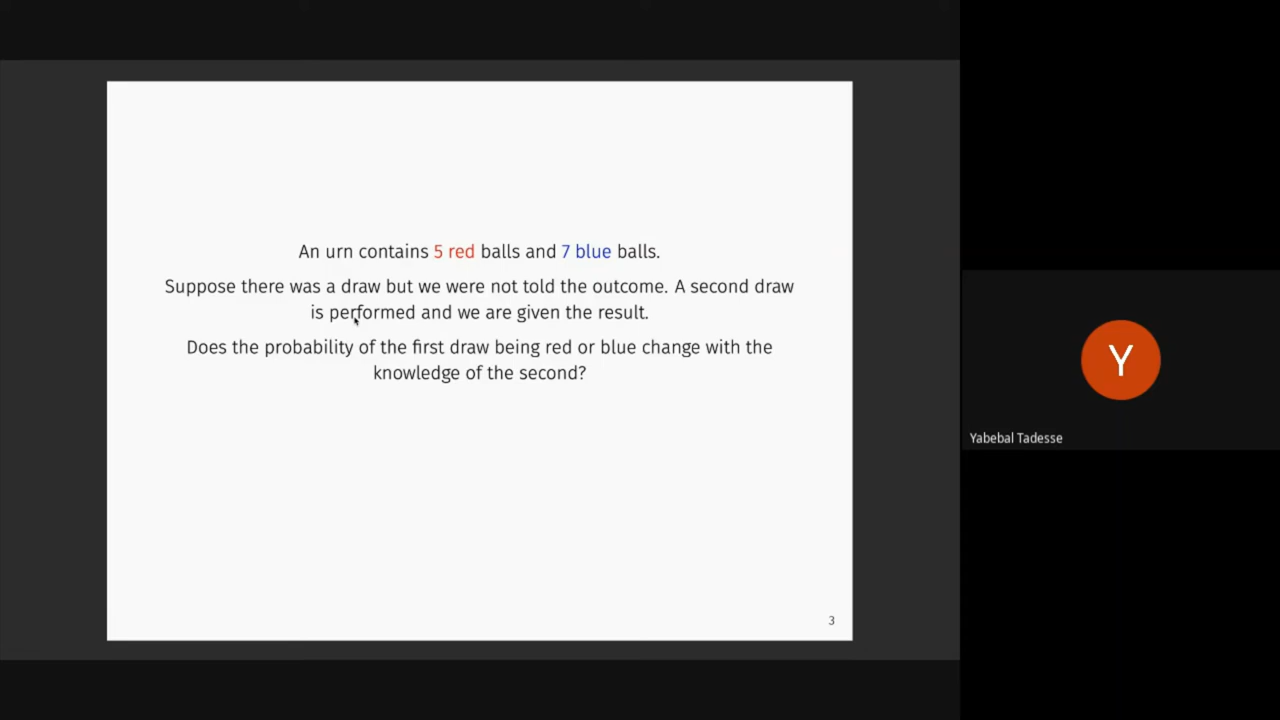 An urn contains 5 red balls and 7 blue balls.
Suppose there was a draw but we were not told the outcome. A second draw
is performed and we are given the result.
Does the probability of the first draw being red or blue change with the
knowledge of the second?
3
Y
Yabebal Tadesse